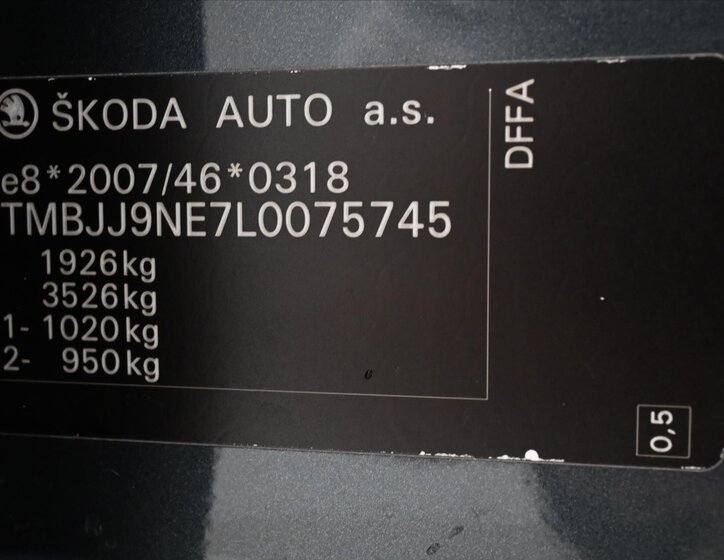 ŠKODA AUTO a.s.
e8*2007/46*0318
TMBJJ9NE7L0075745
1926kg
3526kg
1- 1020kg
2- 950kg
DFFA
0,5